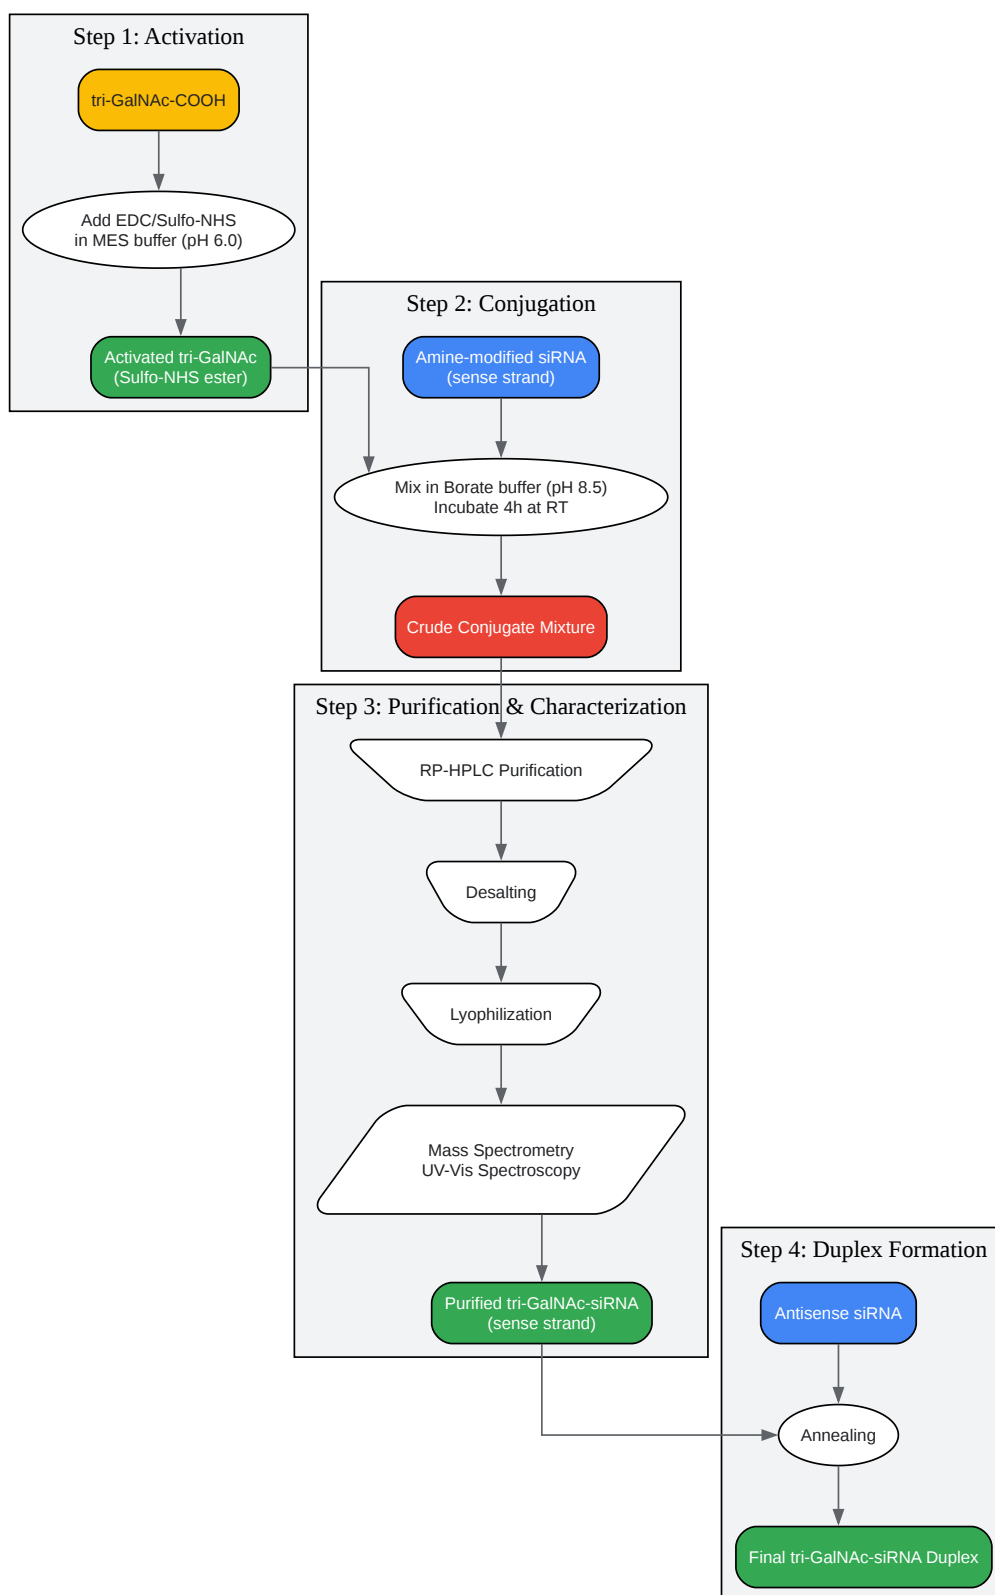 Step 1: Activation
tri-GalNAc-COOH
Add EDC/Sulfo-NHS
in MES buffer (pH 6.0)
Activated tri-GalNAc
(Sulfo-NHS ester)
Step 2: Conjugation
Amine-modified siRNA
(sense strand)
Mix in Borate buffer (pH 8.5)
Incubate 4h at RT
Crude Conjugate Mixture
Step 3: Purification & Characterization
RP-HPLC Purification
Desalting
Lyophilization
Mass Spectrometry
UV-Vis Spectroscopy
Purified tri-GalNAc-siRNA
(sense strand)
Step 4: Duplex Formation
Antisense siRNA
Annealing
Final tri-GalNAc-siRNA Duplex